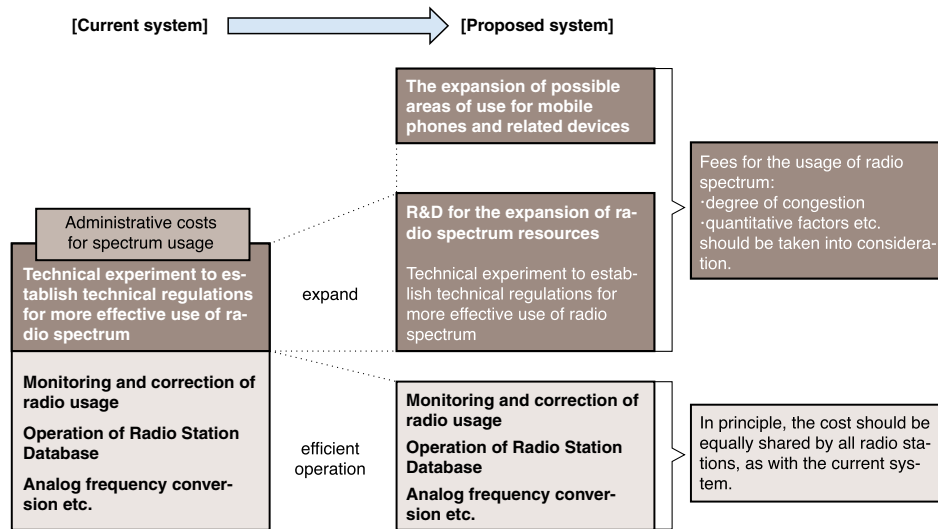 [Current system]
[Proposed system]
Administrative costs
for spectrum usage
Technical experiment to es-
tablish technical regulations
for more effective use of ra-
dio spectrum
Monitoring and correction of
radio usage
Operation of Radio Station
Database
Analog frequency conver-
sion etc.
expand
efficient
operation
The expansion of possible
areas of use for mobile
phones and related devices
R&D for the expansion of ra-
dio spectrum resources
Technical experiment to estab-
lish technical regulations for
more effective use of radio
spectrum
Monitoring and correction of
radio usage
Operation of Radio Station
Database
Analog frequency conver-
sion etc.
Fees for the usage of radio
spectrum:
·degree of congestion
·quantitative factors etc.
should be taken into considera-
tion.
In principle, the cost should be
equally shared by all radio sta-
tions, as with the current sys-
tem.